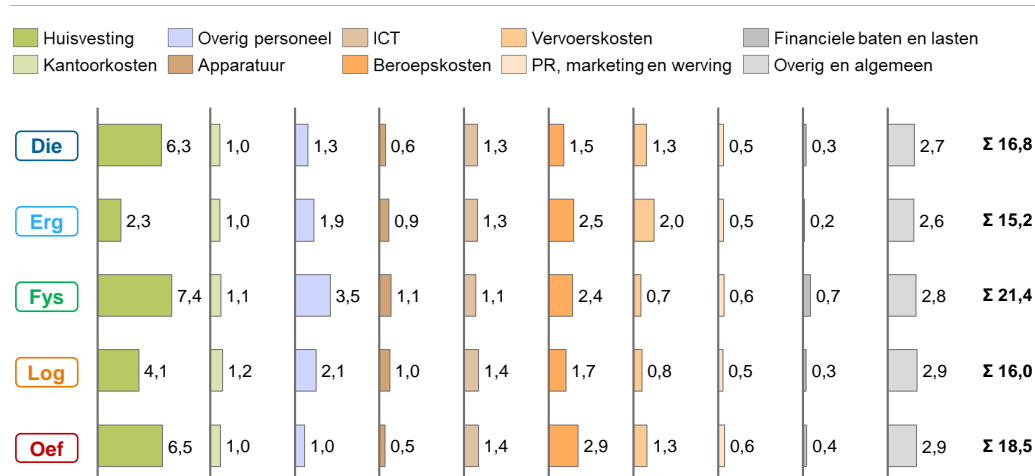 Huisvesting Overig personeel ICT Vervoerskosten Financiele baten en lasten
Kantoorkosten Apparatuur Beroepskosten PR, marketing en werving Overig en algemeen
Die 6,3 1,0 1,3 0,6 1,3 1,5 1,3 0,5 0,3 2,7 Σ 16,8
Erg 2,3 1,0 1,9 0,9 1,3 2,5 2,0 0,5 0,2 2,6 Σ 15,2
Fys 7,4 1,1 3,5 1,1 1,1 2,4 0,7 0,6 0,7 2,8 Σ 21,4
Log 4,1 1,2 2,1 1,0 1,4 1,7 0,8 0,5 0,3 2,9 Σ 16,0
Oef 6,5 1,0 1,0 0,5 1,4 2,9 1,3 0,6 0,4 2,9 Σ 18,5